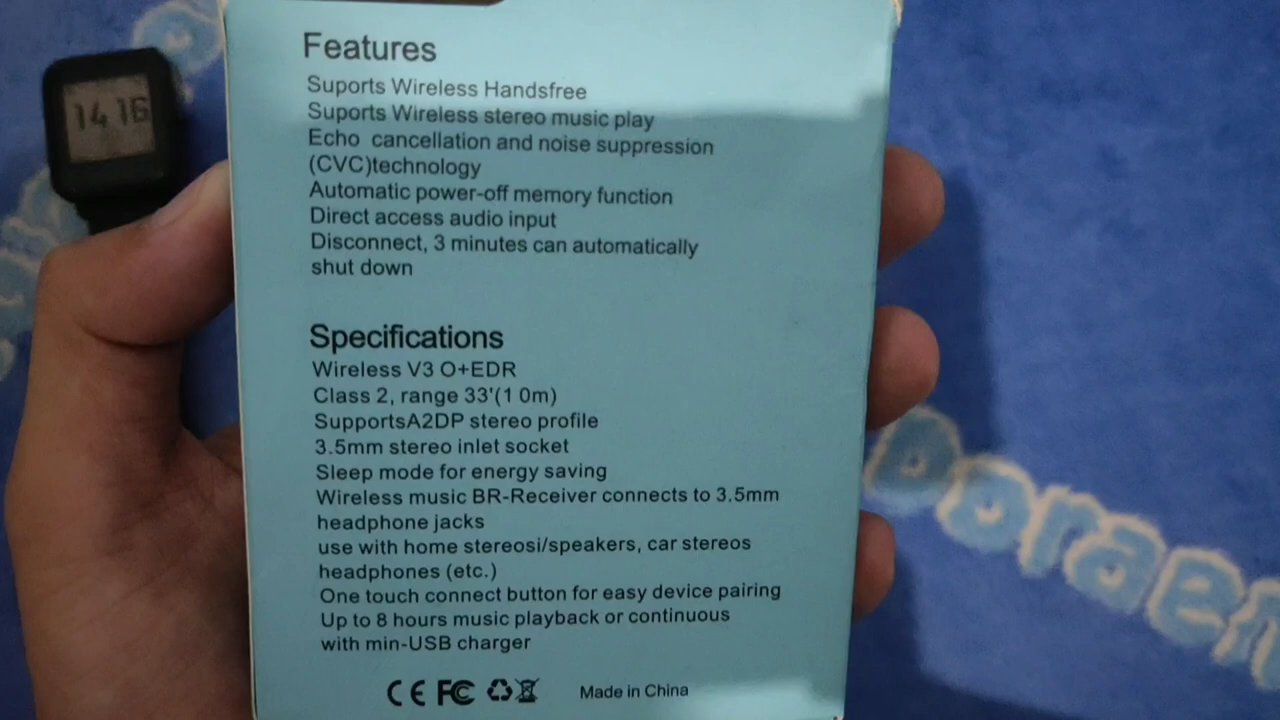 14 16
Features
Suports Wireless Handsfree
Suports Wireless stereo music play
Echo cancellation and noise suppression
(CVC)technology
Automatic power-off memory function
Direct access audio input
Disconnect, 3 minutes can automatically
shut down
Specifications
Wireless V3 O+EDR
Class 2, range 33'(1 0m)
SupportsA2DP stereo profile
3.5mm stereo inlet socket
Sleep mode for energy saving
Wireless music BR-Receiver connects to 3.5mm
headphone jacks
use with home stereosi/speakers, car stereos
headphones (etc.)
One touch connect button for easy device pairing
Up to 8 hours music playback or continuous
with min-USB charger
CE FC Made in China
Doraem